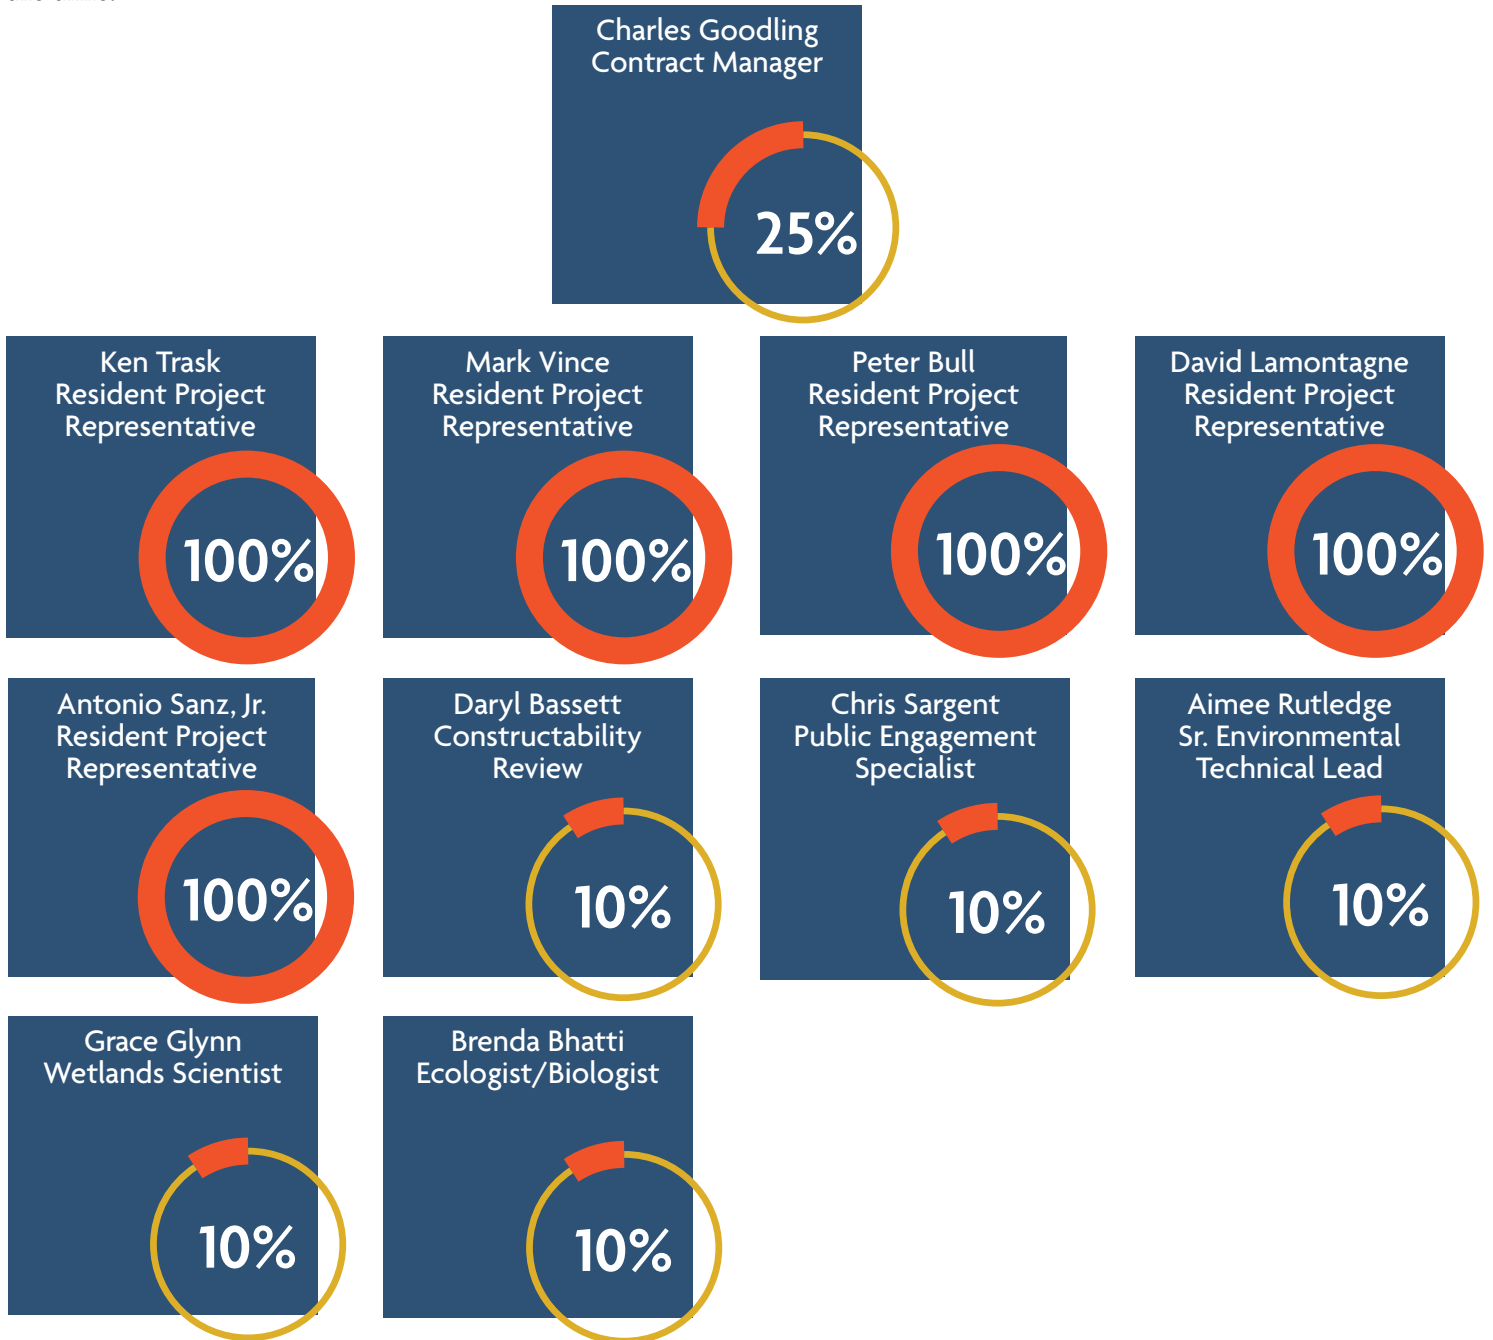 Charles Goodling
Contract Manager
25%
Ken Trask
Resident Project
Representative
100%
Mark Vince
Resident Project
Representative
100%
Peter Bull
Resident Project
Representative
100%
David Lamontagne
Resident Project
Representative
100%
Antonio Sanz, Jr.
Resident Project
Representative
100%
Daryl Bassett
Constructability
Review
10%
Chris Sargent
Public Engagement
Specialist
10%
Aimee Rutledge
Sr. Environmental
Technical Lead
10%
Grace Glynn
Wetlands Scientist
10%
Brenda Bhatti
Ecologist/Biologist
10%